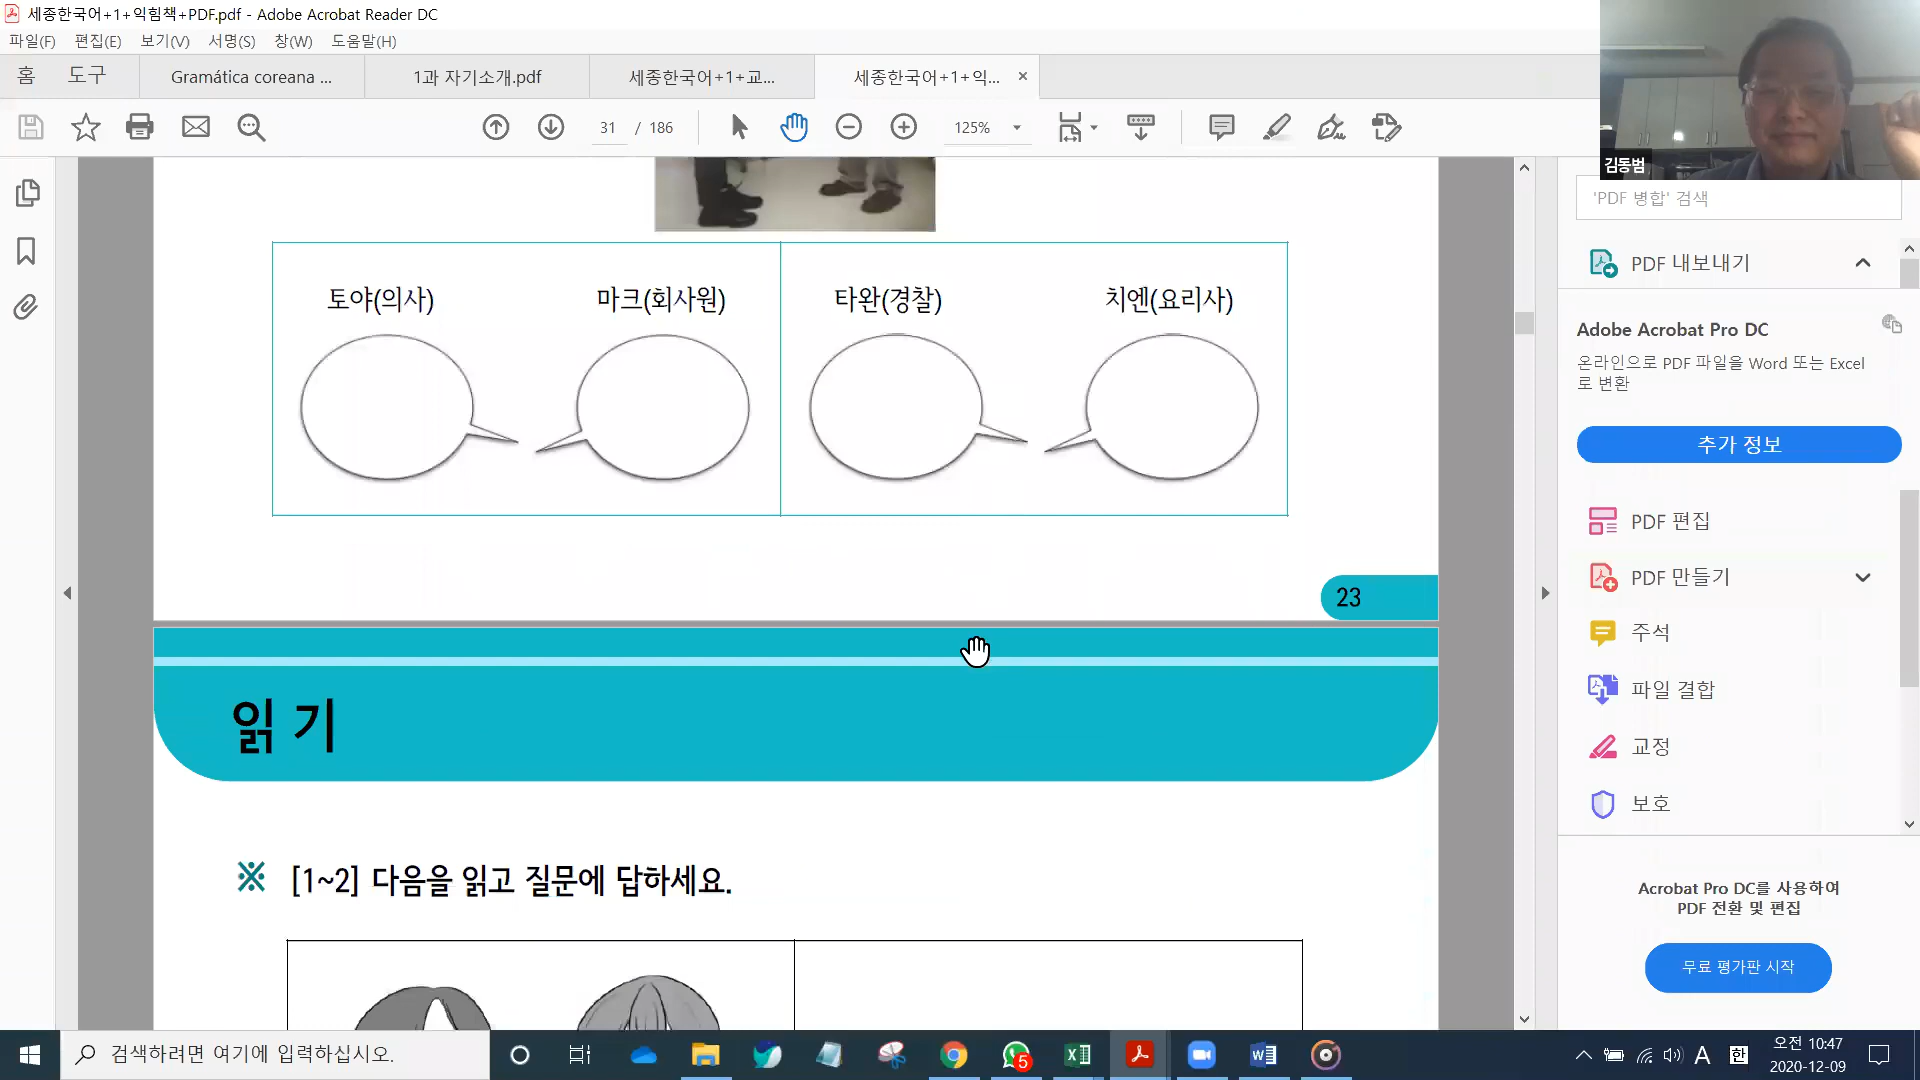 세종한국어+1+익힘책+PDF.pdf - Adobe Acrobat Reader DC
파일(F) 편집(E) 보기(V) 서명(S) 창(W) 도움말(H)
홈 도구 Gramática coreana ... 1과 자기소개.pdf 세종한국어+1+교... 세종한국어+1+익... ×
31 / 186 125%
김동범
'PDF 병합' 검색
토야(의사) 마크(회사원) 타완(경찰) 치엔(요리사)
23
읽 기
※ [1~2] 다음을 읽고 질문에 답하세요.
PDF 내보내기
Adobe Acrobat Pro DC
온라인으로 PDF 파일을 Word 또는 Excel
로 변환
추가 정보
PDF 편집
PDF 만들기
주석
파일 결합
교정
보호
Acrobat Pro DC를 사용하여
PDF 전환 및 편집
무료 평가판 시작
검색하려면 여기에 입력하십시오.
5
A 한
오전 10:47
2020-12-09